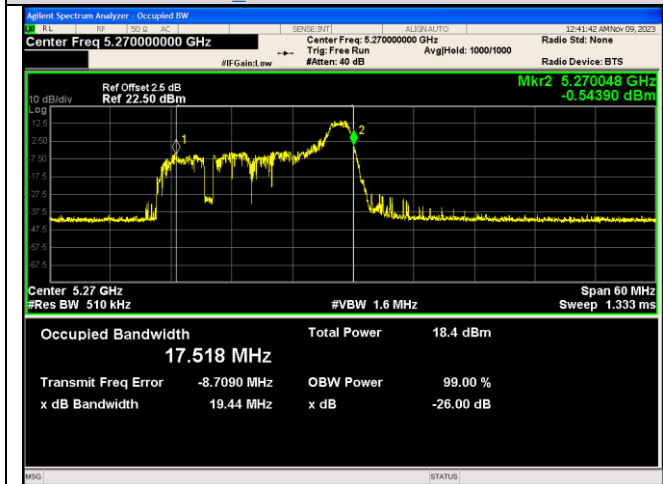 Agilent Spectrum Analyzer - Occupied BW
RL RF 50 Ω AC SENSE:INT ALIGN AUTO 12:41:42 AM Nov 09, 2023
Center Freq 5.270000000 GHz Center Freq: 5.270000000 GHz Radio Std: None
Trig: Free Run Avg|Hold: 1000/1000
#IFGain:Low #Atten: 40 dB Radio Device: BTS
Mkr2 5.270048 GHz
Ref Offset 2.5 dB
10 dB/div Ref 22.50 dBm -0.54390 dBm
Log
12.5
2.50
-7.50
-17.5
-27.5
-37.5
-47.5
-57.5
-67.5
1
2
Center 5.27 GHz Span 60 MHz
#Res BW 510 kHz #VBW 1.6 MHz Sweep 1.333 ms
Occupied Bandwidth Total Power 18.4 dBm
17.518 MHz
Transmit Freq Error -8.7090 MHz OBW Power 99.00 %
x dB Bandwidth 19.44 MHz x dB -26.00 dB
MSG STATUS